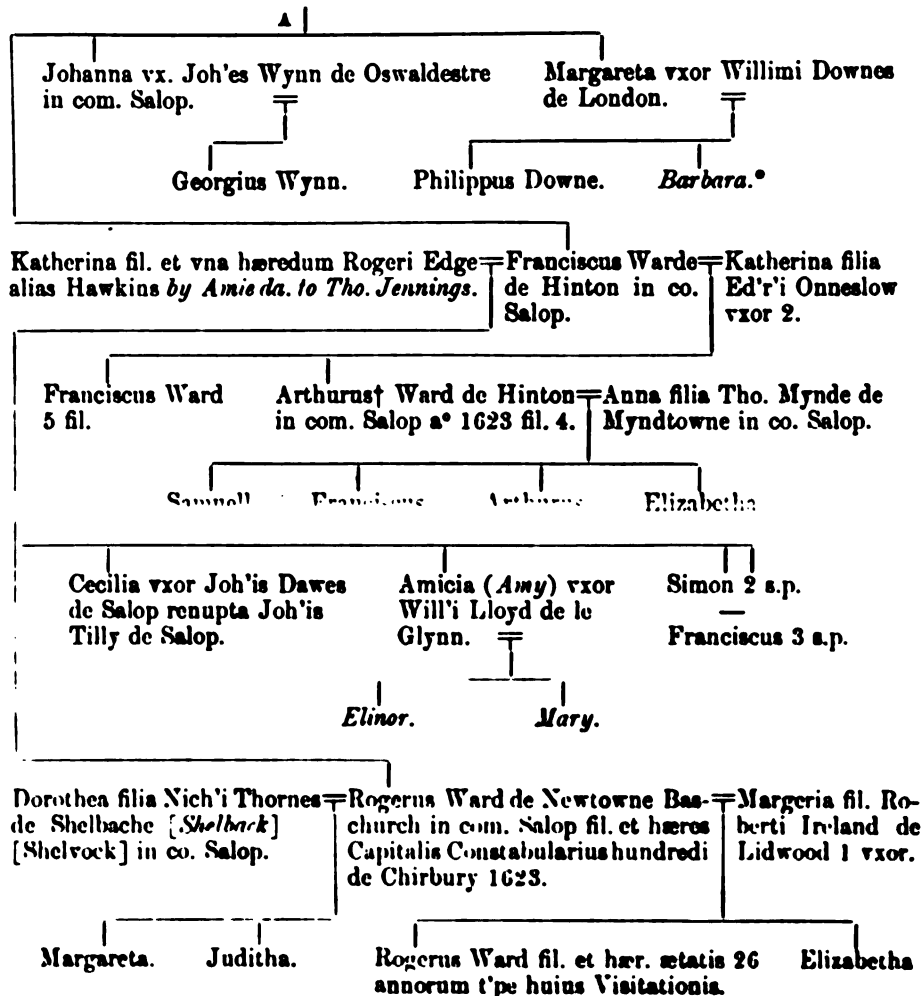 A
Johanna vx. Joh'es Wynn de Oswaldestre
in com. Salop.
Margareta vxor Willimi Downes
de London.
Georgius Wynn.
Philippus Downe.
Barbara.*
Katherina fil. et vna hæredum Rogeri Edge
alias Hawkins by Amie da. to Tho. Jennings.
Franciscus Warde
de Hinton in co.
Salop.
Katherina filia
Ed'r'i Onneslow
vxor 2.
Franciscus Ward
5 fil.
Arthurus† Ward de Hinton
in com. Salop aº 1623 fil. 4.
Anna filia Tho. Mynde de
Myndtowne in co. Salop.
Samuell
Franciscus
Arthurus
Elizabetha
Cecilia vxor Joh'is Dawes
de Salop renupta Joh'is
Tilly de Salop.
Amicia (Amy) vxor
Will'i Lloyd de le
Glynn.
Simon 2 s.p.
Franciscus 3 s.p.
Elinor.
Mary.
Dorothea filia Nich'i Thornes
de Shelbache [Shelback]
[Shelvock] in co. Salop.
Rogerus Ward de Newtowne Bas-
church in com. Salop fil. et hæres
Capitalis Constabularius hundredi
de Chirbury 1623.
Margeria fil. Ro-
berti Ireland de
Lidwood 1 vxor.
Margareta.
Juditha.
Rogerus Ward fil. et hær. ætatis 26
annorum t'pe huius Visitationis.
Elizabetha